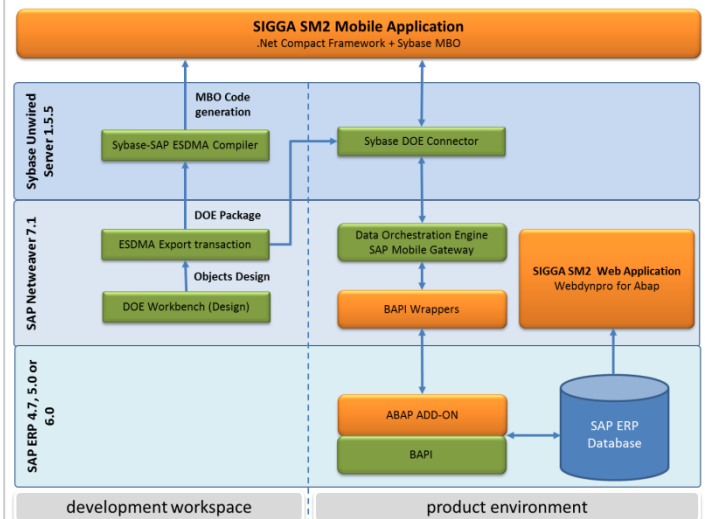 SIGGA SM2 Mobile Application
.Net Compact Framework + Sybase MBO
Sybase Unwired
Server 1.5.5
MBO Code
generation
Sybase-SAP ESDMA Compiler
Sybase DOE Connector
SAP Netweaver 7.1
DOE Package
ESDMA Export transaction
Objects Design
DOE Workbench (Design)
Data Orchestration Engine
SAP Mobile Gateway
BAPI Wrappers
SIGGA SM2 Web Application
Webdynpro for Abap
SAP ERP 4.7, 5.0 or
6.0
ABAP ADD-ON
BAPI
SAP ERP
Database
development workspace
product environment